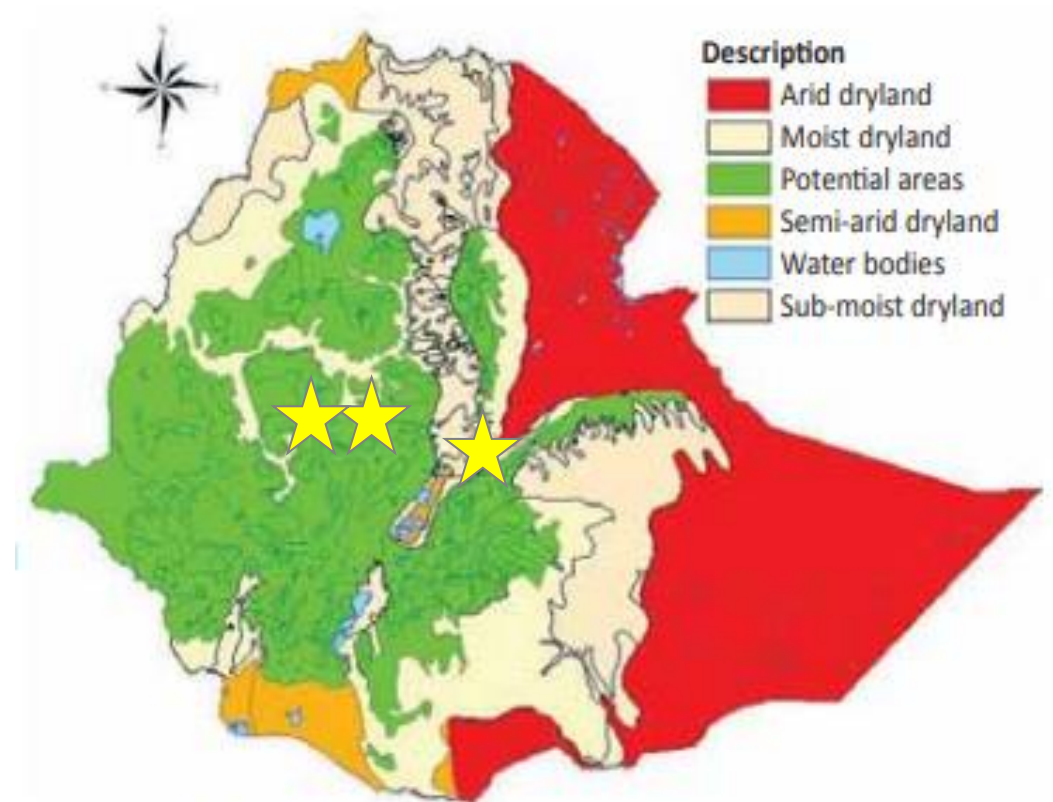 Description
Arid dryland
Moist dryland
Potential areas
Semi-arid dryland
Water bodies
Sub-moist dryland